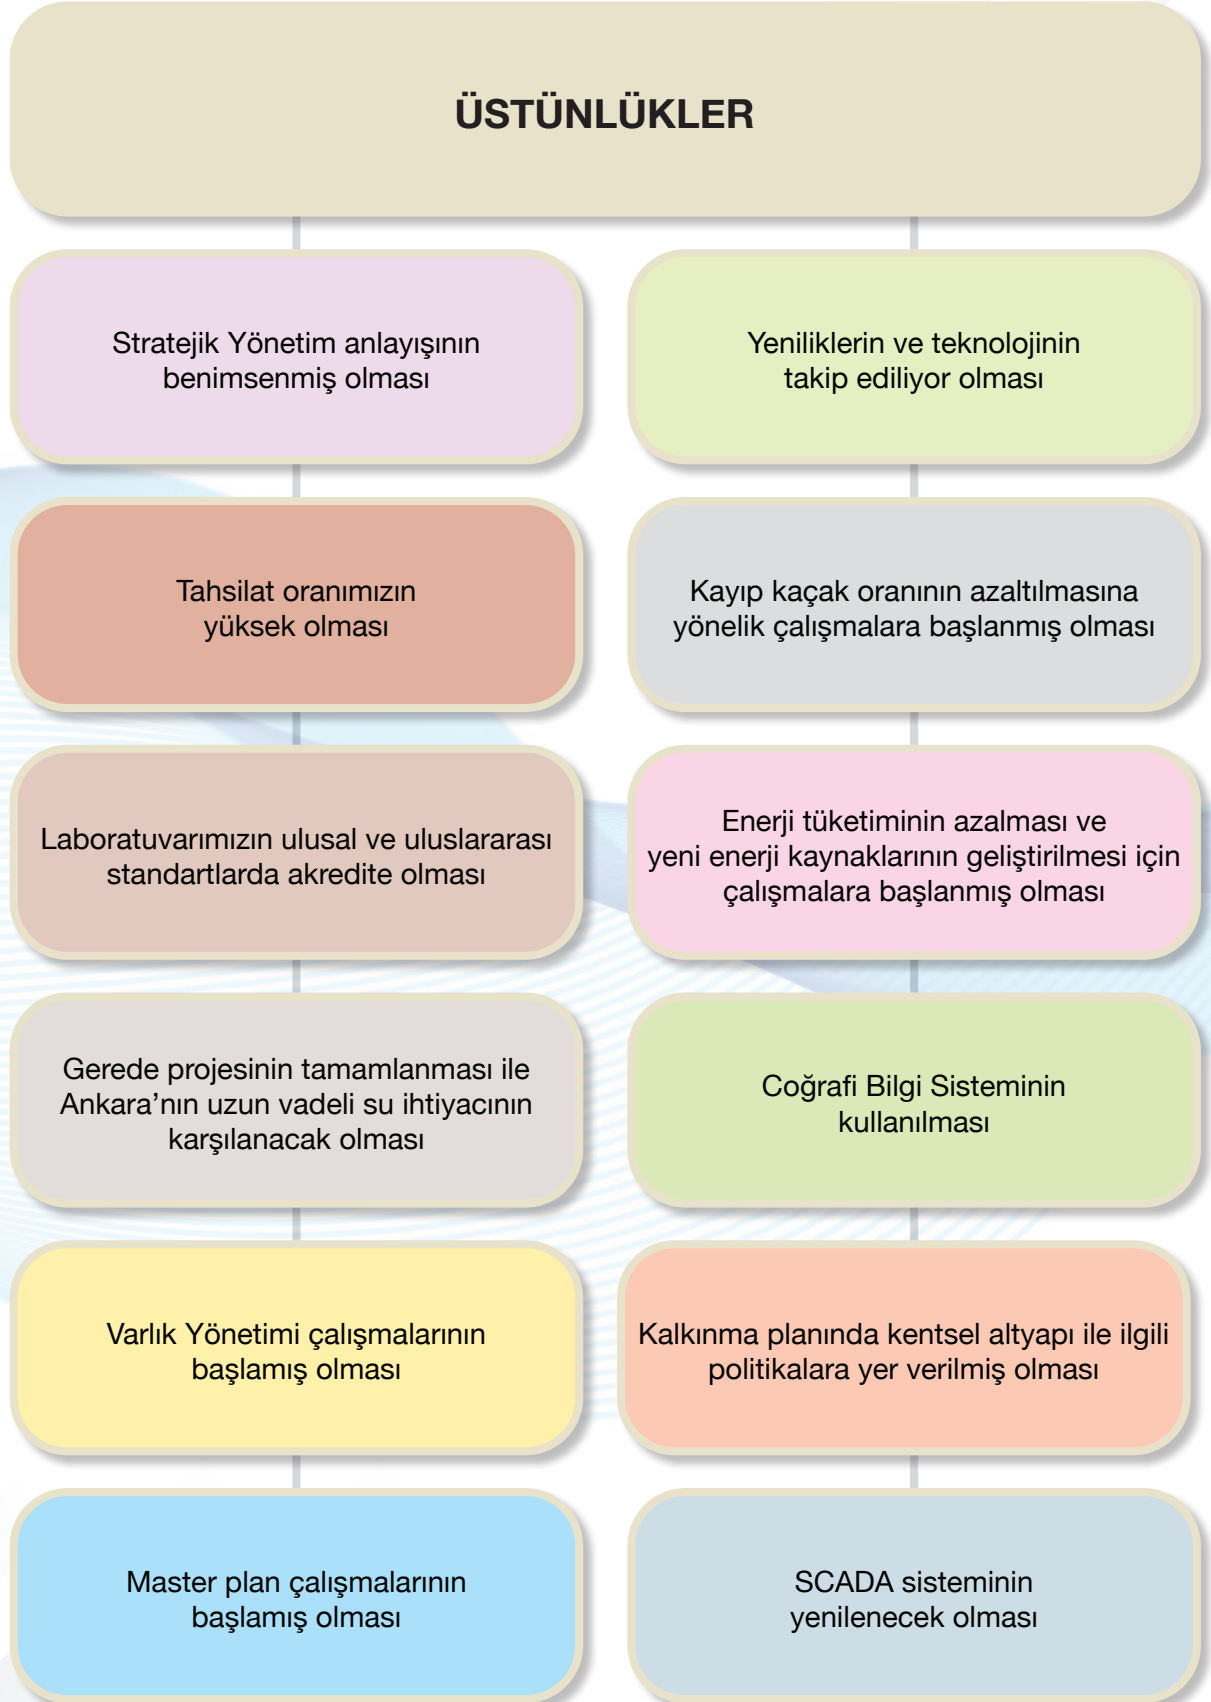 ÜSTÜNLÜKLER
Stratejik Yönetim anlayışının
benimsenmiş olması
Yeniliklerin ve teknolojinin
takip ediliyor olması
Tahsilat oranımızın
yüksek olması
Kayıp kaçak oranının azaltılmasına
yönelik çalışmalara başlanmış olması
Laboratuvarımızın ulusal ve uluslararası
standartlarda akredite olması
Enerji tüketiminin azalması ve
yeni enerji kaynaklarının geliştirilmesi için
çalışmalara başlanmış olması
Gerede projesinin tamamlanması ile
Ankara’nın uzun vadeli su ihtiyacının
karşılanacak olması
Coğrafi Bilgi Sisteminin
kullanılması
Varlık Yönetimi çalışmalarının
başlamış olması
Kalkınma planında kentsel altyapı ile ilgili
politikalara yer verilmiş olması
Master plan çalışmalarının
başlamış olması
SCADA sisteminin
yenilenecek olması